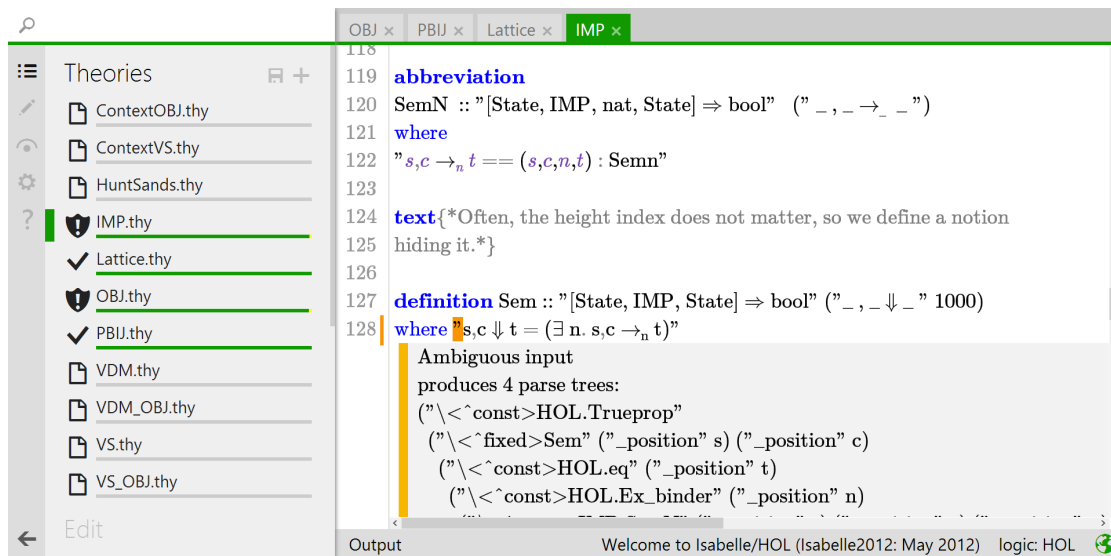 OBJ × PBIJ × Lattice × IMP ×
Theories
ContextOBJ.thy
ContextVS.thy
HuntSands.thy
IMP.thy
Lattice.thy
OBJ.thy
PBIJ.thy
VDM.thy
VDM_OBJ.thy
VS.thy
VS_OBJ.thy
Edit
118
119 abbreviation
120 SemN :: "[State, IMP, nat, State] ⇒ bool" (" _ , _ →_ _ ")
121 where
122 "s,c →ₙ t == (s,c,n,t) : Semn"
123
124 text{*Often, the height index does not matter, so we define a notion
125 hiding it.*}
126
127 definition Sem :: "[State, IMP, State] ⇒ bool" ("_ , _ ⇓ _ " 1000)
128 where "s,c ⇓ t = (∃ n. s,c →ₙ t)"
Ambiguous input
produces 4 parse trees:
("\<^const>HOL.Trueprop"
("\<^fixed>Sem" ("_position" s) ("_position" c)
("\<^const>HOL.eq" ("_position" t)
("\<^const>HOL.Ex_binder" ("_position" n)
Output Welcome to Isabelle/HOL (Isabelle2012: May 2012) logic: HOL